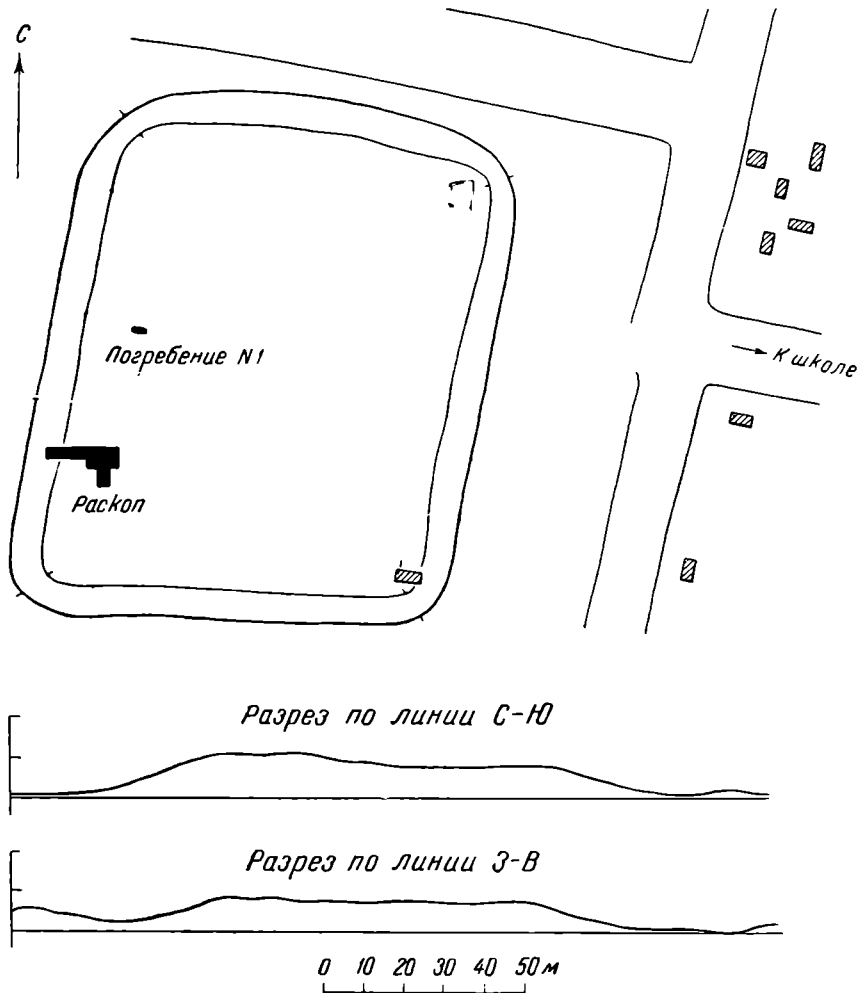 С
Погребение N1
К школе
Раскоп
Разрез по линии С-Ю
Разрез по линии З-В
0 10 20 30 40 50 м